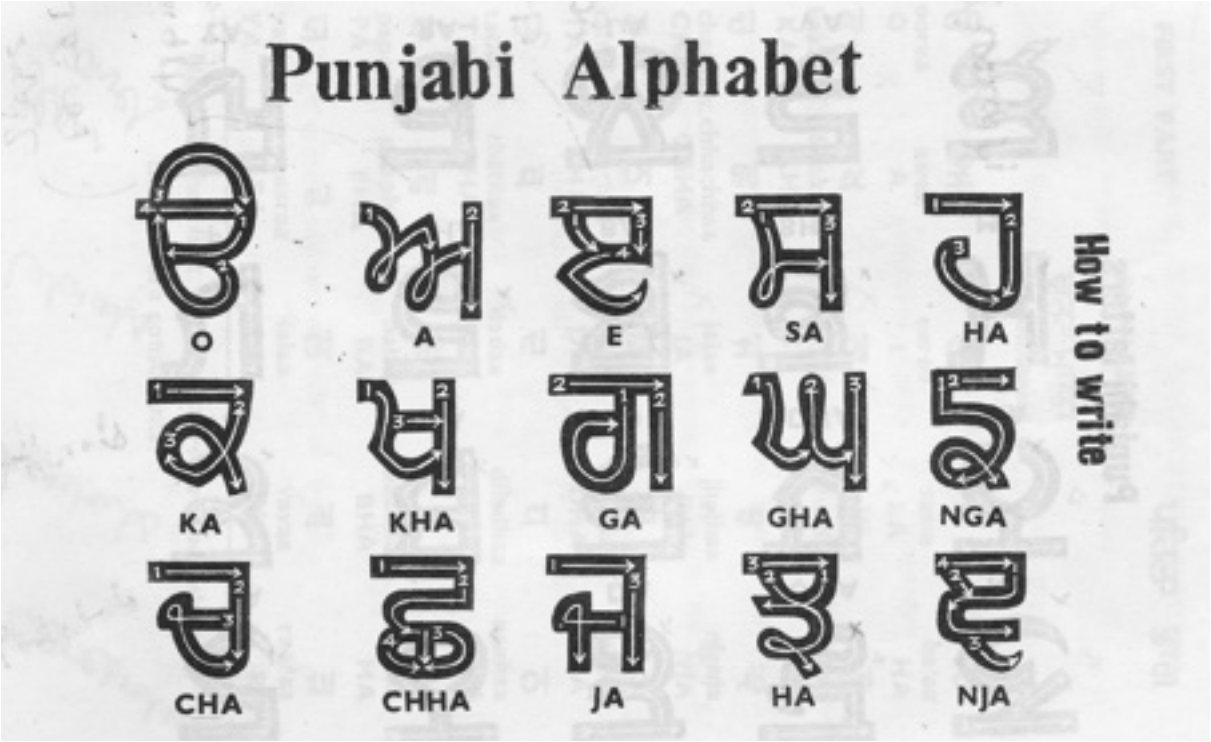 Punjabi Alphabet
ੳ ਅ ੲ ਸ ਹ
O A E SA HA
ਕ ਖ ਗ ਘ ਙ
KA KHA GA GHA NGA
ਚ ਛ ਜ ਝ ਞ
CHA CHHA JA HA NJA
How to write